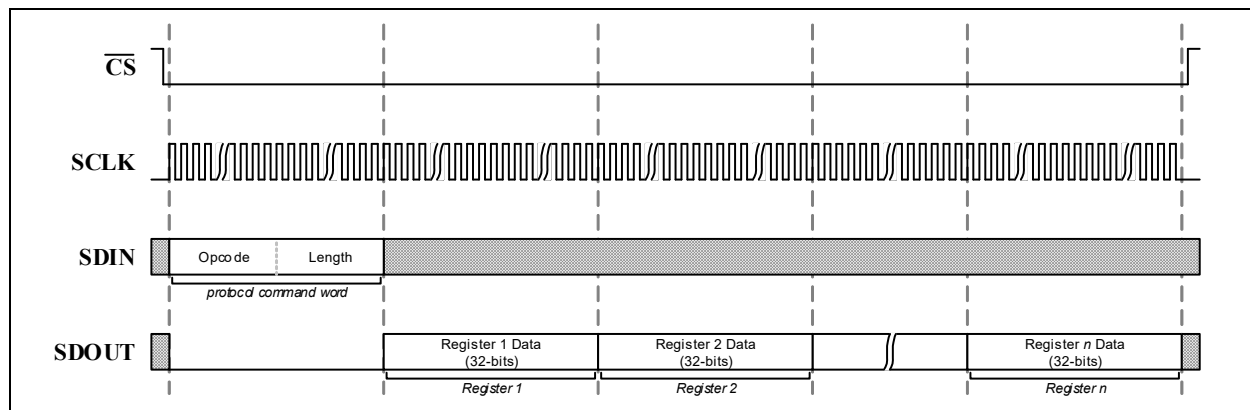 CS
SCLK
SDIN
Opcode Length
protocol command word
SDOUT
Register 1 Data
(32-bits)
Register 2 Data
(32-bits)
Register n Data
(32-bits)
Register 1
Register 2
Register n